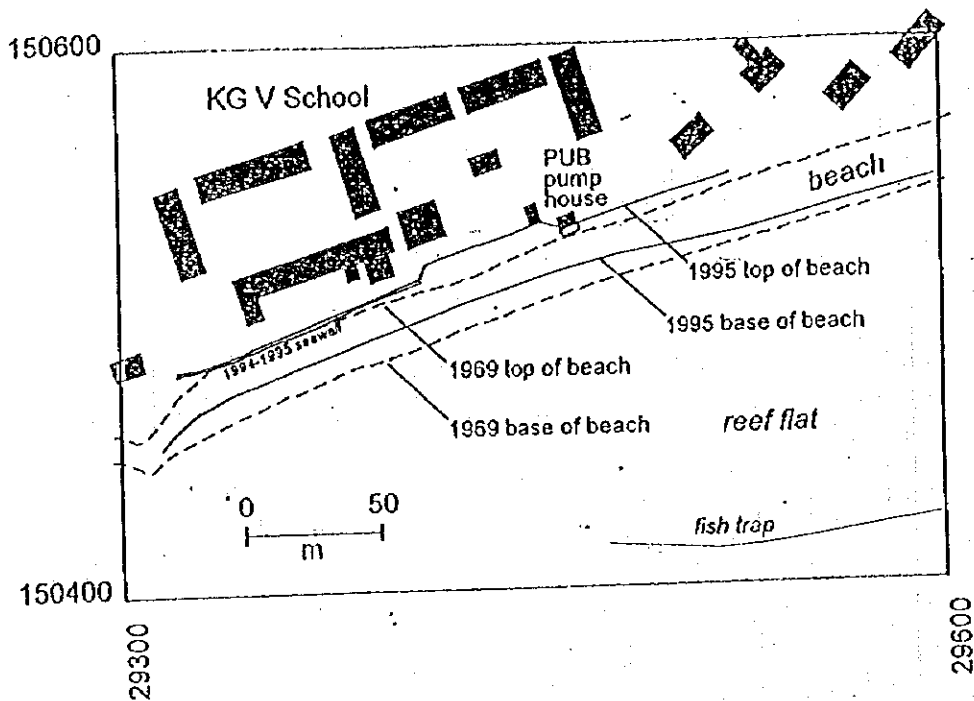 150600
KG V School
PUB
pump
house
beach
1995 top of beach
1995 base of beach
1994-1995 seawall
1969 top of beach
1969 base of beach
reef flat
0 50
m
fish trap
150400
29300
29600